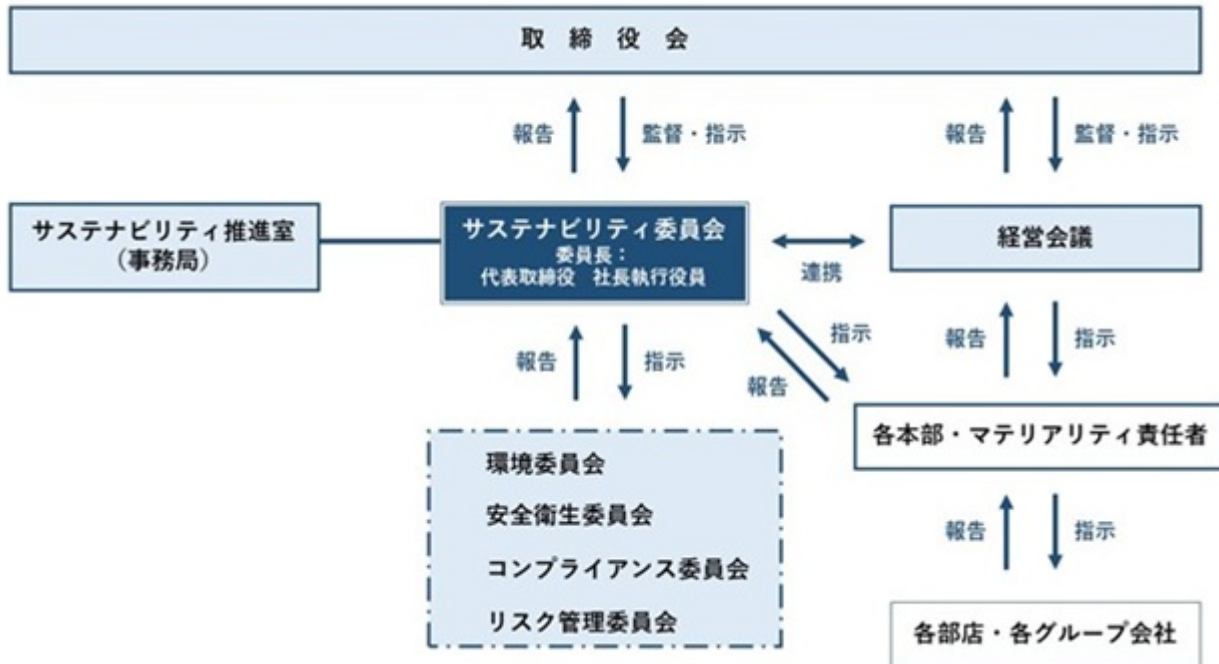 取 締 役 会
報告
監督・指示
報告
監督・指示
サステナビリティ推進室
（事務局）
サステナビリティ委員会
委員長：
代表取締役　社長執行役員
連携
経営会議
報告
指示
指示
報告
報告
指示
各本部・マテリアリティ責任者
環境委員会
安全衛生委員会
コンプライアンス委員会
リスク管理委員会
報告
指示
各部店・各グループ会社